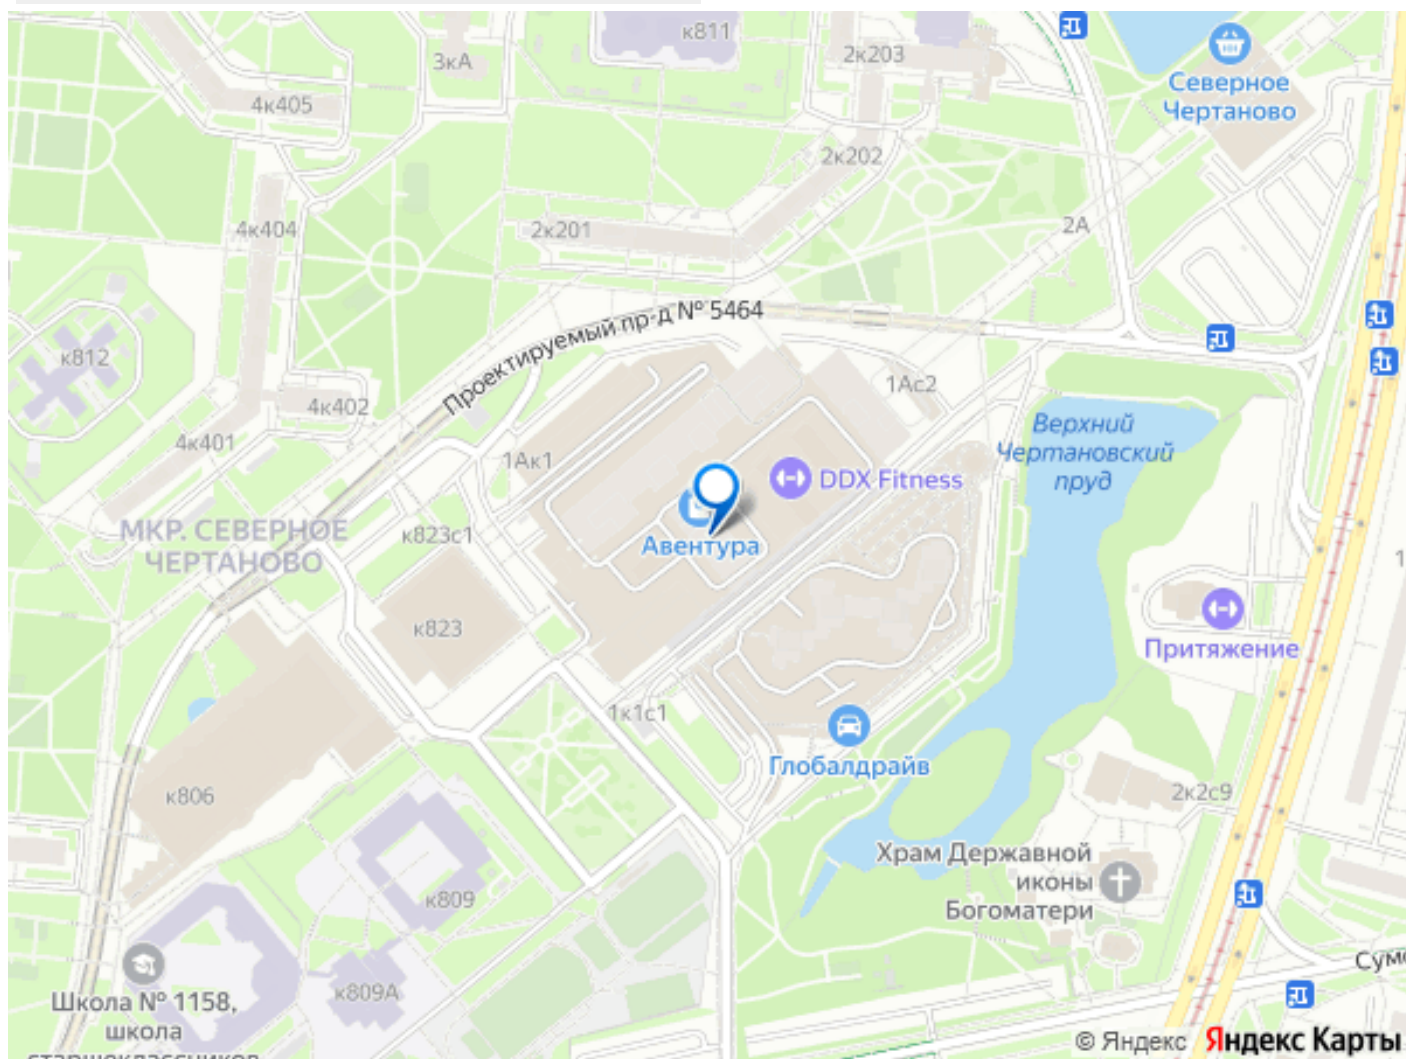 к811
2к203
3кА
Северное
Чертаново
4к405
2к202
4к404
2к201
2А
Проектируемый пр-д № 5464
к812
4к402
1Ас2
4к401
1Ак1
Верхний
Чертановский
пруд
DDX Fitness
МКР. СЕВЕРНОЕ
ЧЕРТАНОВО
к823с1
Авентура
к823
Притяжение
1к1с1
Глобалдрайв
к806
2к2с9
Храм Державной
иконы
Богоматери
к809
Школа № 1158,
школа
старшеклассников
к809А
© Яндекс Яндекс Карты